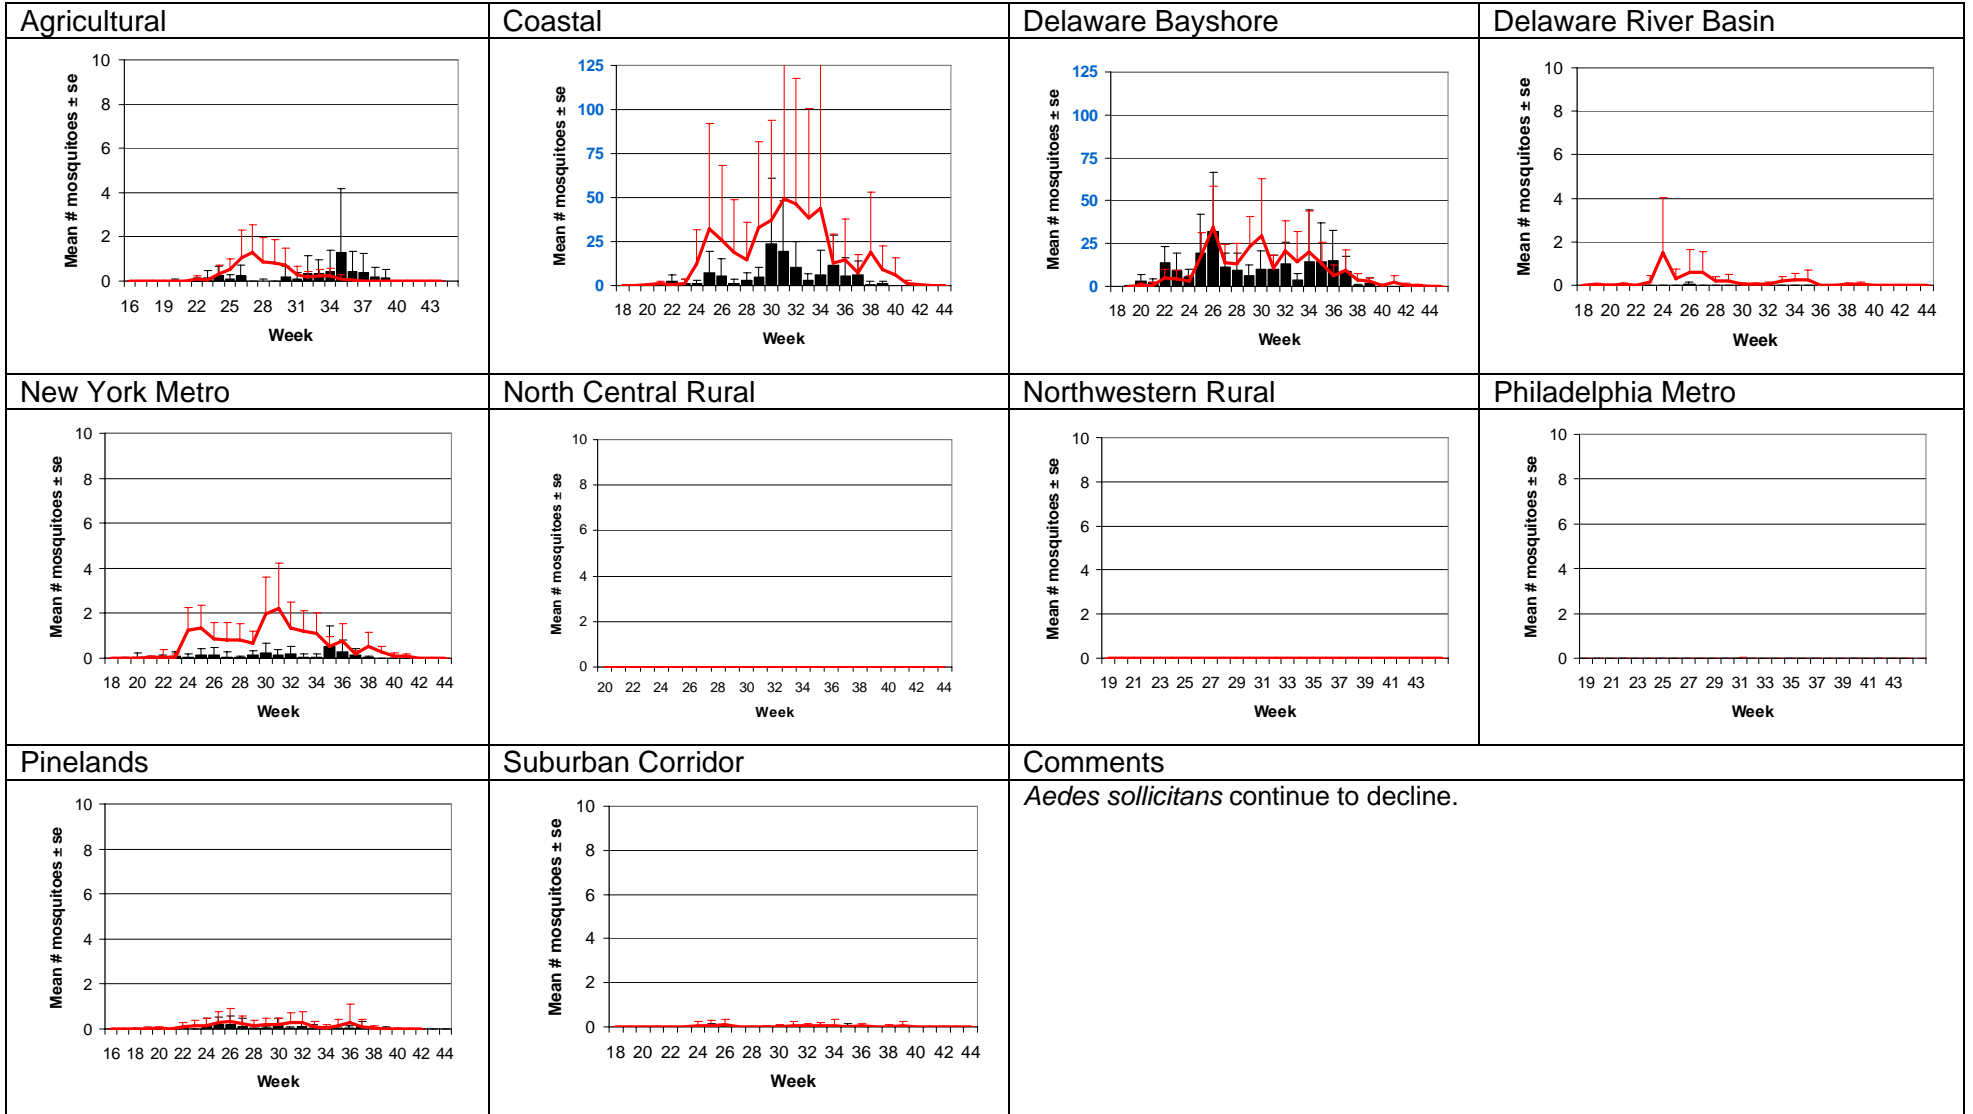 Agricultural
Mean # mosquitoes ± se
10
8
6
4
2
0
16 19 22 25 28 31 34 37 40 43
Week
Coastal
Mean # mosquitoes ± se
125
100
75
50
25
0
18 20 22 24 26 28 30 32 34 36 38 40 42 44
Week
Delaware Bayshore
Mean # mosquitoes ± se
125
100
75
50
25
0
18 20 22 24 26 28 30 32 34 36 38 40 42 44
Week
Delaware River Basin
Mean # mosquitoes ± se
10
8
6
4
2
0
18 20 22 24 26 28 30 32 34 36 38 40 42 44
Week
New York Metro
Mean # mosquitoes ± se
10
8
6
4
2
0
18 20 22 24 26 28 30 32 34 36 38 40 42 44
Week
North Central Rural
Mean # mosquitoes ± se
10
8
6
4
2
0
20 22 24 26 28 30 32 34 36 38 40 42 44
Week
Northwestern Rural
Mean # mosquitoes ± se
10
8
6
4
2
0
19 21 23 25 27 29 31 33 35 37 39 41 43
Week
Philadelphia Metro
Mean # mosquitoes ± se
10
8
6
4
2
0
19 21 23 25 27 29 31 33 35 37 39 41 43
Week
Pinelands
Mean # mosquitoes ± se
10
8
6
4
2
0
16 18 20 22 24 26 28 30 32 34 36 38 40 42 44
Week
Suburban Corridor
Mean # mosquitoes ± se
10
8
6
4
2
0
18 20 22 24 26 28 30 32 34 36 38 40 42 44
Week
Comments
Aedes sollicitans continue to decline.